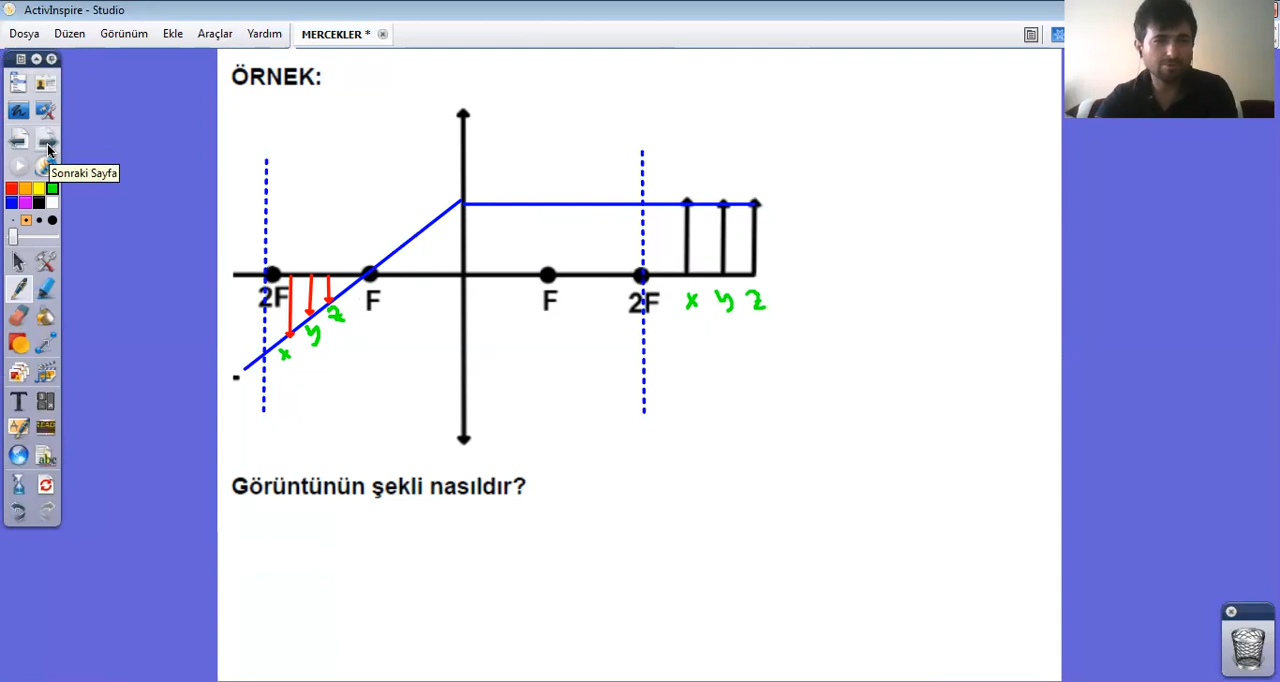 ActivInspire - Studio
Dosya Düzen Görünüm Ekle Araçlar Yardım MERCEKLER *
ÖRNEK:
Sonraki Sayfa
2F F F 2F x y z
x y z
Görüntünün şekli nasıldır?